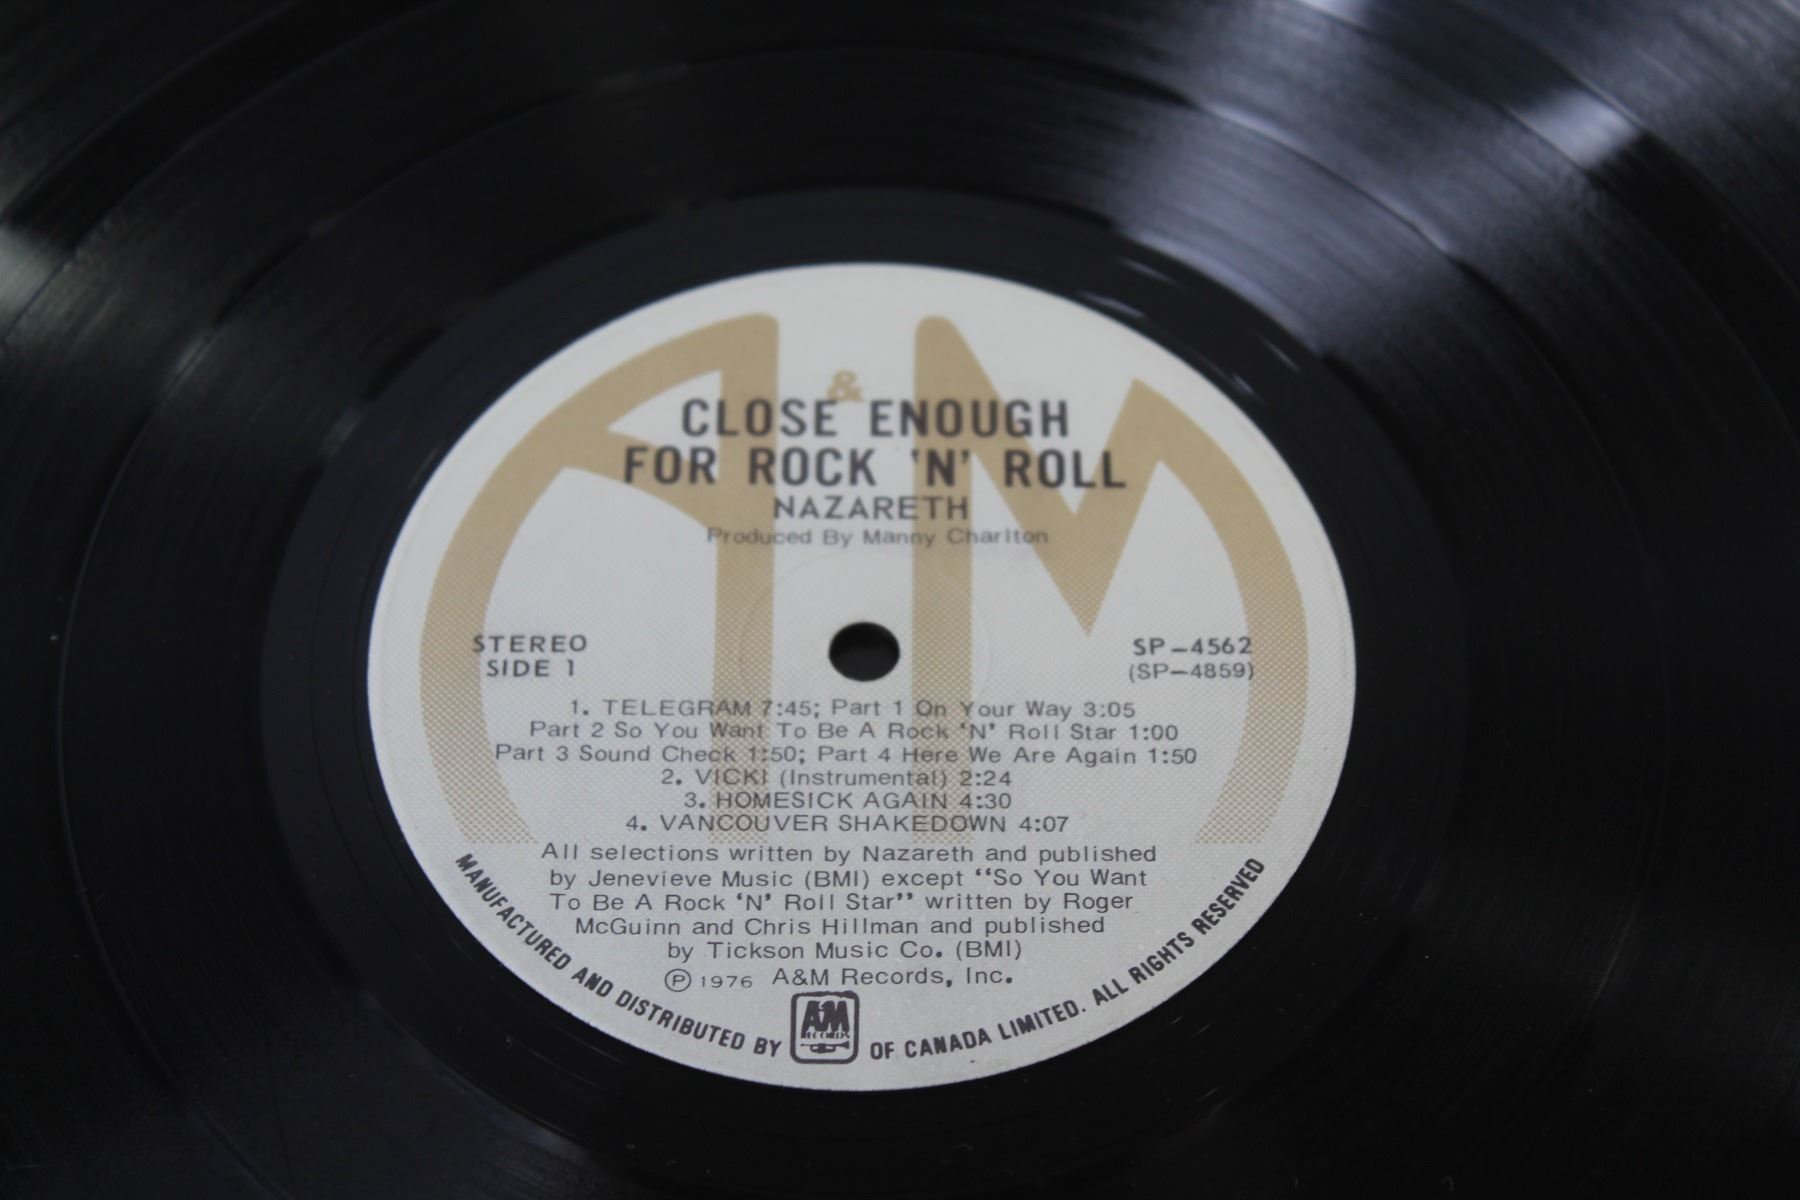 &
CLOSE ENOUGH
FOR ROCK 'N' ROLL
NAZARETH
Produced By Manny Charlton
STEREO
SIDE 1
SP-4562
(SP-4859)
1. TELEGRAM 7:45; Part 1 On Your Way 3:05
Part 2 So You Want To Be A Rock 'N' Roll Star 1:00
Part 3 Sound Check 1:50; Part 4 Here We Are Again 1:50
2. VICKI (Instrumental) 2:24
3. HOMESICK AGAIN 4:30
4. VANCOUVER SHAKEDOWN 4:07
All selections written by Nazareth and published
by Jenevieve Music (BMI) except "So You Want
To Be A Rock 'N' Roll Star" written by Roger
McGuinn and Chris Hillman and published
by Tickson Music Co. (BMI)
℗ 1976 A&M Records, Inc.
MANUFACTURED AND DISTRIBUTED BY A&M RECORDS OF CANADA LIMITED. ALL RIGHTS RESERVED